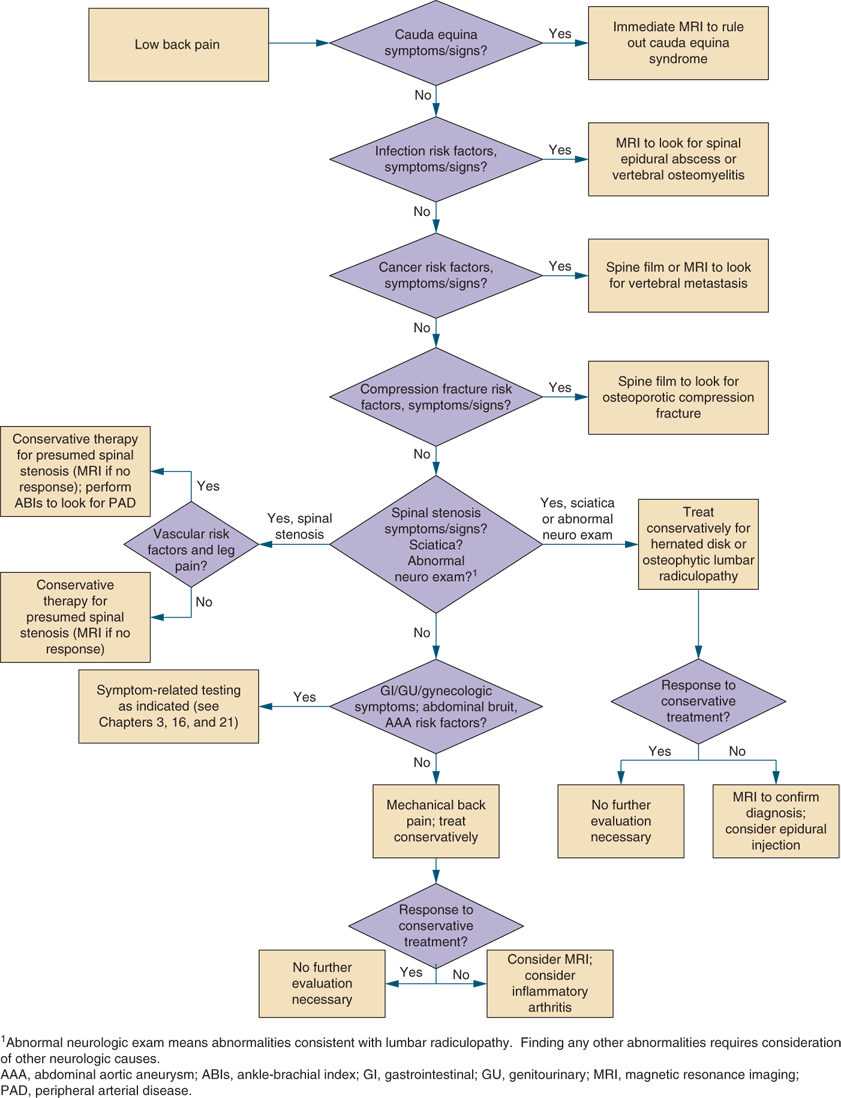 Low back pain
Cauda equina
symptoms/signs?
Yes
Immediate MRI to rule
out cauda equina
syndrome
No
Infection risk factors,
symptoms/signs?
Yes
MRI to look for spinal
epidural abscess or
vertebral osteomyelitis
No
Cancer risk factors,
symptoms/signs?
Yes
Spine film or MRI to look
for vertebral metastasis
No
Compression fracture risk
factors, symptoms/signs?
Yes
Spine film to look for
osteoporotic compression
fracture
No
Conservative therapy
for presumed spinal
stenosis (MRI if no
response); perform
ABIs to look for PAD
Yes
Vascular risk
factors and leg
pain?
No
Conservative
therapy for
presumed spinal
stenosis (MRI if no
response)
Yes, spinal
stenosis
Spinal stenosis
symptoms/signs?
Sciatica?
Abnormal
neuro exam?1
Yes, sciatica
or abnormal
neuro exam
Treat
conservatively for
hernated disk or
osteophytic lumbar
radiculopathy
No
Symptom-related testing
as indicated (see
Chapters 3, 16, and 21)
Yes
GI/GU/gynecologic
symptoms; abdominal bruit,
AAA risk factors?
Response to
conservative
treatment?
Yes
No
No further
evaluation
necessary
MRI to confirm
diagnosis;
consider epidural
injection
No
Mechanical back
pain; treat
conservatively
Response to
conservative
treatment?
No further
evaluation
necessary
Yes
No
Consider MRI;
consider
inflammatory
arthritis
1Abnormal neurologic exam means abnormalities consistent with lumbar radiculopathy. Finding any other abnormalities requires consideration
of other neurologic causes.
AAA, abdominal aortic aneurysm; ABIs, ankle-brachial index; GI, gastrointestinal; GU, genitourinary; MRI, magnetic resonance imaging;
PAD, peripheral arterial disease.